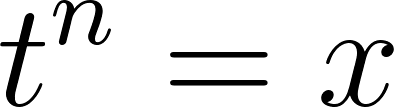 tⁿ = x